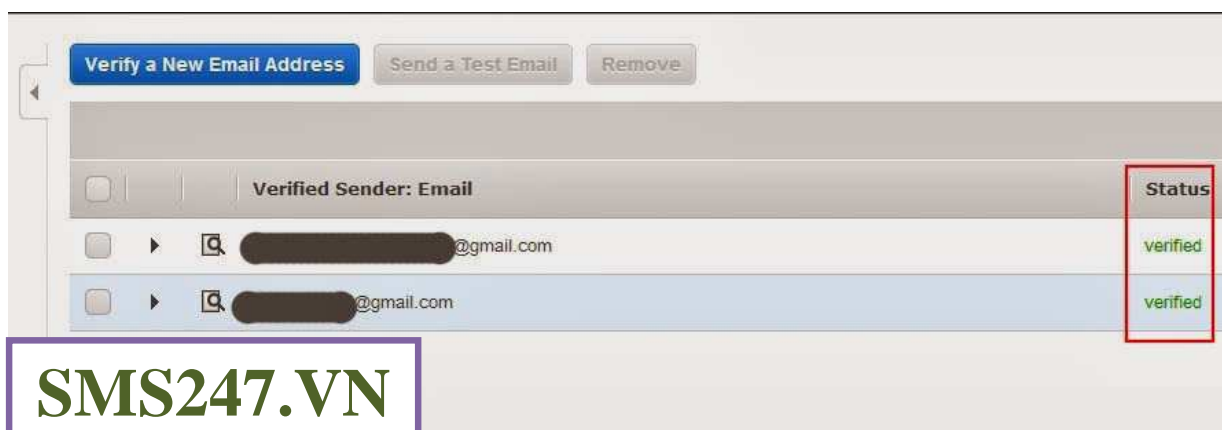 Verify a New Email Address Send a Test Email Remove
Verified Sender: Email Status
@gmail.com verified
@gmail.com verified
SMS247.VN